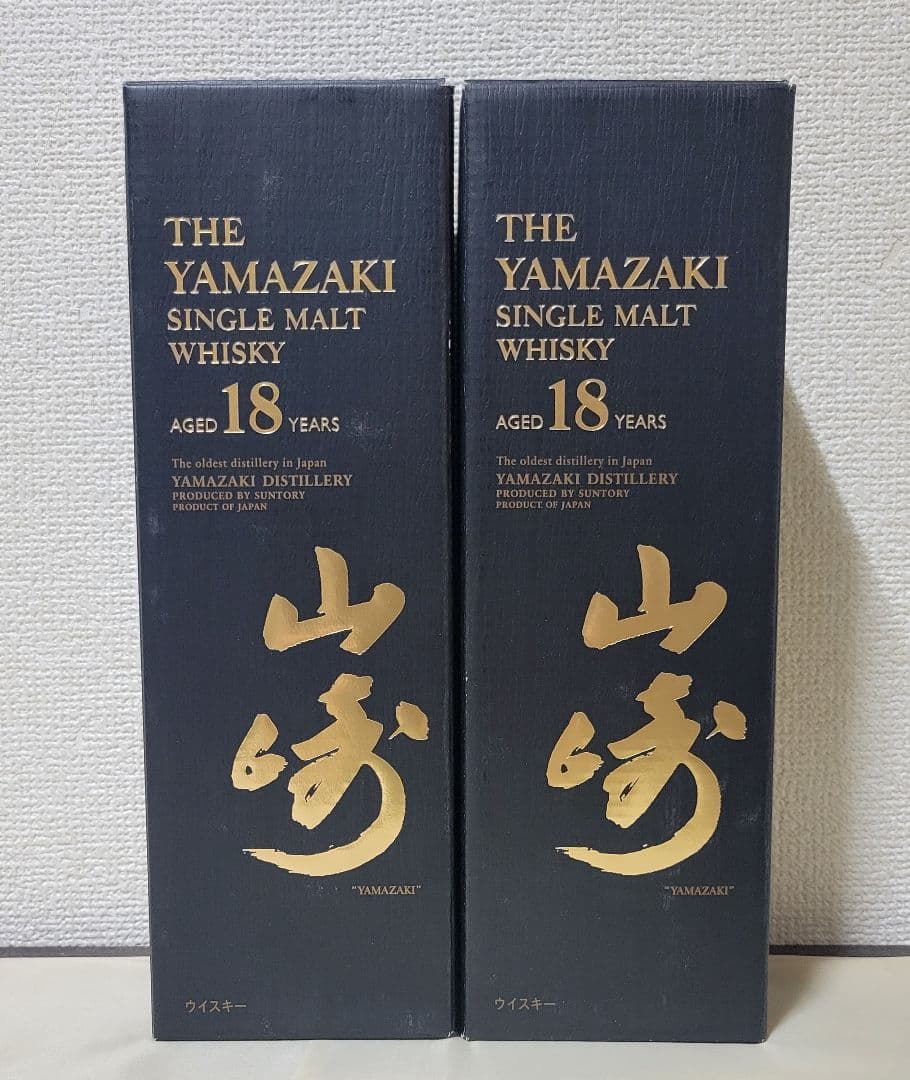 THE
YAMAZAKI
SINGLE MALT
WHISKY
AGED 18 YEARS
The oldest distillery in Japan
YAMAZAKI DISTILLERY
PRODUCED BY SUNTORY
PRODUCT OF JAPAN
山崎
"YAMAZAKI"
ウイスキー
THE
YAMAZAKI
SINGLE MALT
WHISKY
AGED 18 YEARS
The oldest distillery in Japan
YAMAZAKI DISTILLERY
PRODUCED BY SUNTORY
PRODUCT OF JAPAN
山崎
"YAMAZAKI"
ウイスキー